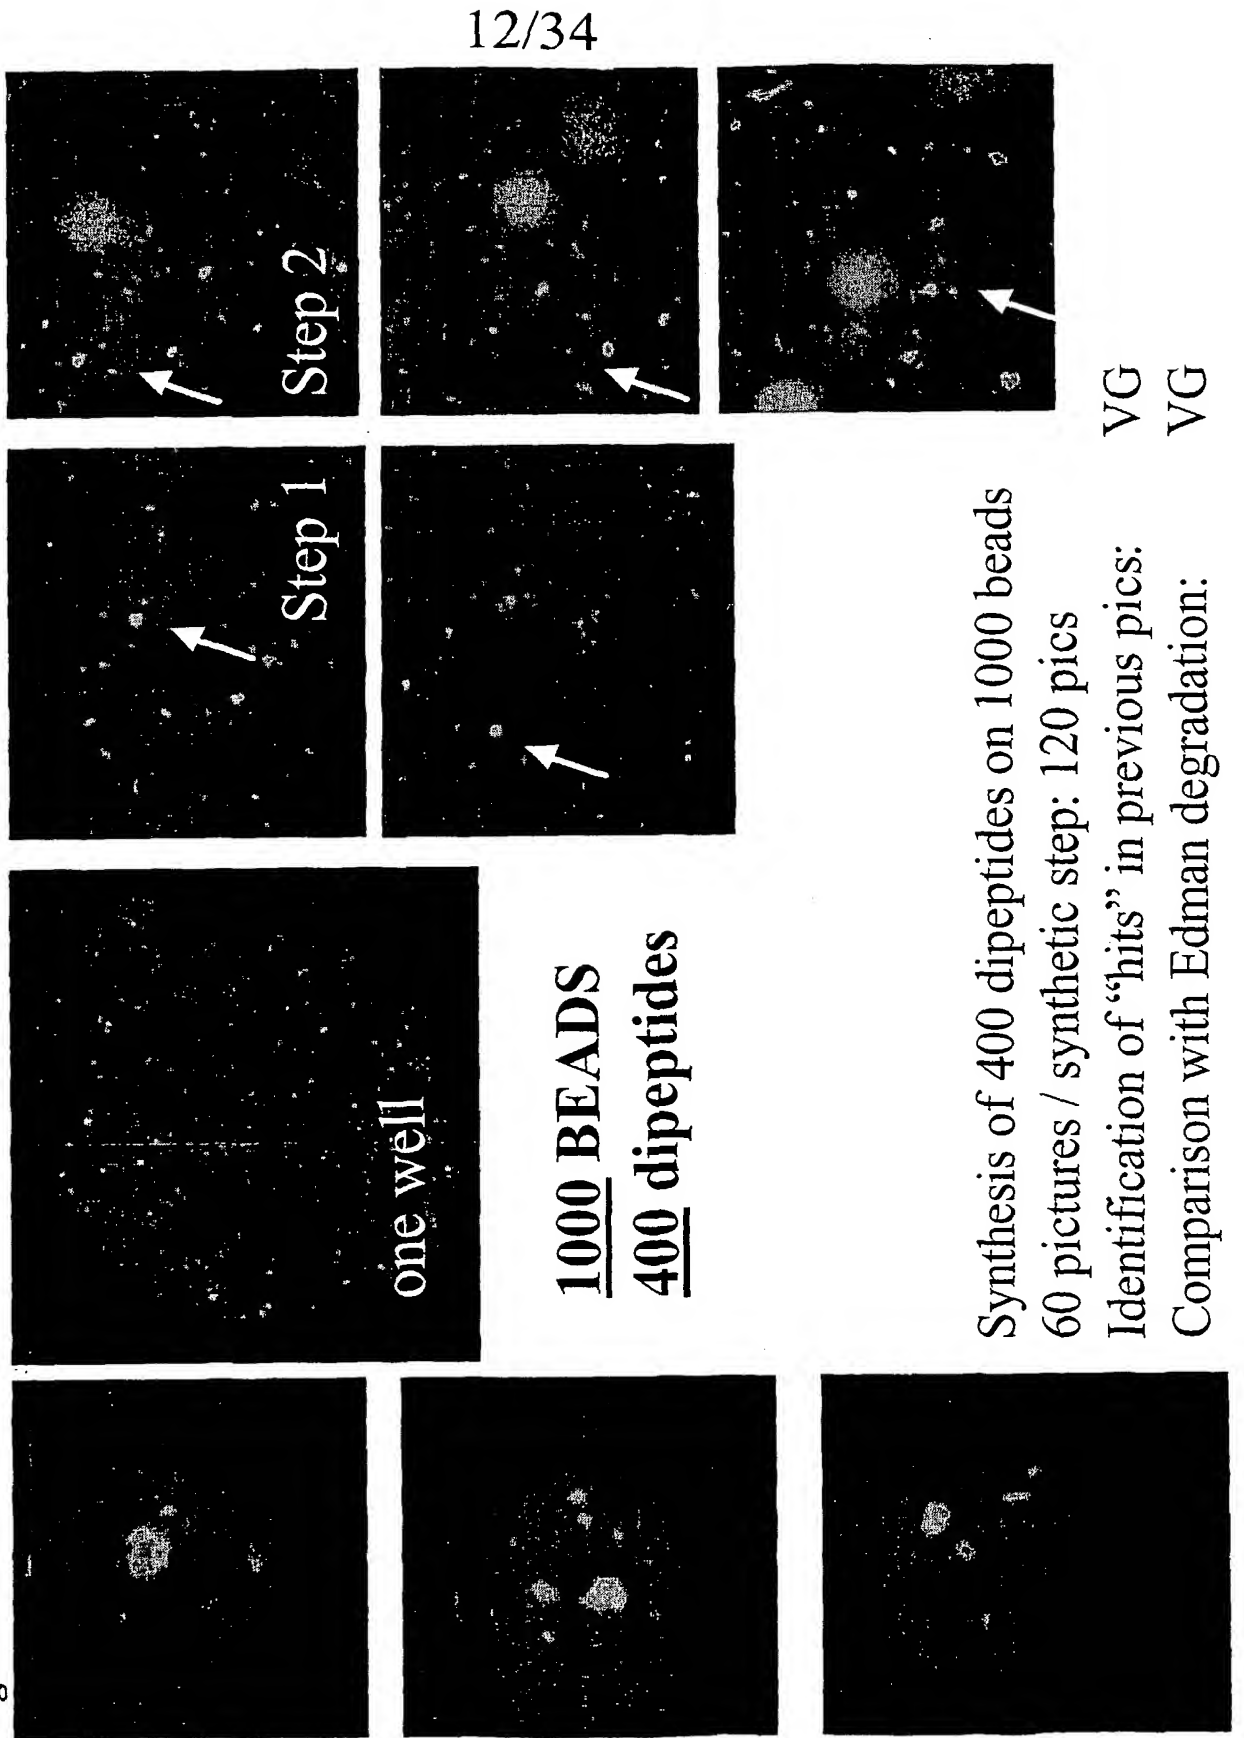 12/34
one well
Step 1
Step 2
1000 BEADS
400 dipeptides
Synthesis of 400 dipeptides on 1000 beads
60 pictures / synthetic step: 120 pics
Identification of “hits” in previous pics: VG
Comparison with Edman degradation: VG